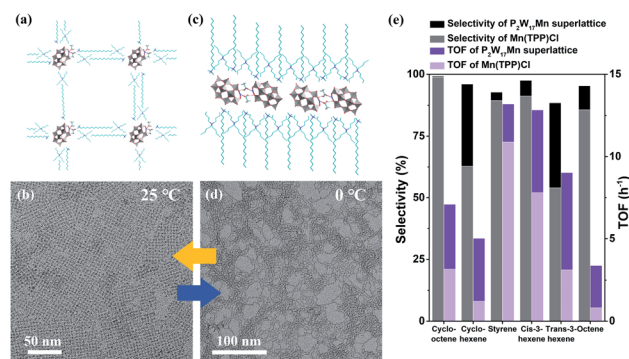 (a)
(c)
(e)
Selectivity of P₂W₁₇Mn superlattice
Selectivity of Mn(TPP)Cl
TOF of P₂W₁₇Mn superlattice
TOF of Mn(TPP)Cl
100
75
50
25
0
Selectivity (%)
15
10
5
0
TOF (h⁻¹)
Cyclo-
octene
Cyclo-
hexene
Styrene
Cis-3-
hexene
Trans-3-
hexene
Octene
(b)
25 °C
50 nm
(d)
0 °C
100 nm